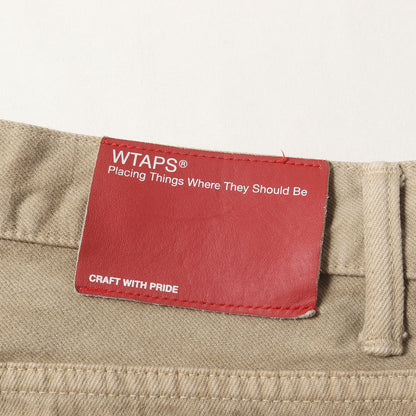 WTAPS®
Placing Things Where They Should Be
CRAFT WITH PRIDE